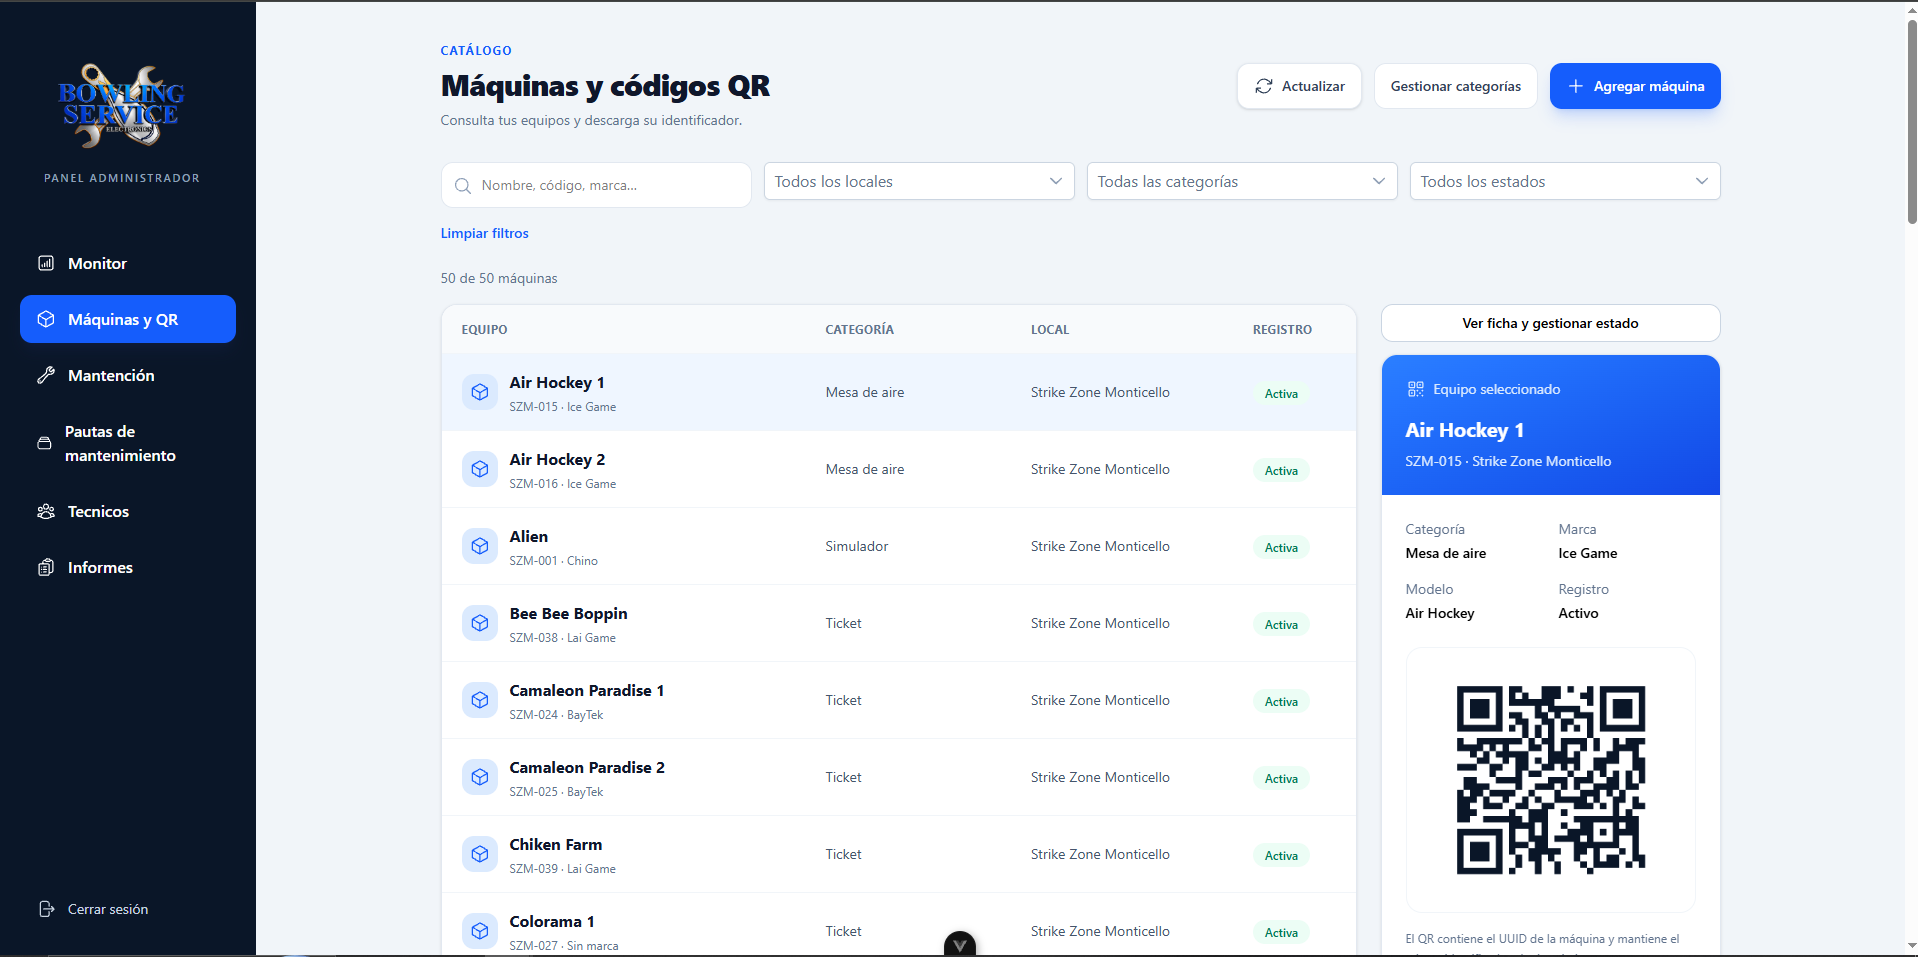 BOWLING
SERVICE
ELECTRONICS
PANEL ADMINISTRADOR
Monitor
Máquinas y QR
Mantención
Pautas de
mantenimiento
Tecnicos
Informes
Cerrar sesión
CATÁLOGO
Máquinas y códigos QR
Consulta tus equipos y descarga su identificador.
Actualizar
Gestionar categorías
Agregar máquina
Nombre, código, marca...
Todos los locales
Todas las categorías
Todos los estados
Limpiar filtros
50 de 50 máquinas
EQUIPO CATEGORÍA LOCAL REGISTRO
Air Hockey 1
SZM-015 · Ice Game
Mesa de aire
Strike Zone Monticello
Activa
Air Hockey 2
SZM-016 · Ice Game
Mesa de aire
Strike Zone Monticello
Activa
Alien
SZM-001 · Chino
Simulador
Strike Zone Monticello
Activa
Bee Bee Boppin
SZM-038 · Lai Game
Ticket
Strike Zone Monticello
Activa
Camaleon Paradise 1
SZM-024 · BayTek
Ticket
Strike Zone Monticello
Activa
Camaleon Paradise 2
SZM-025 · BayTek
Ticket
Strike Zone Monticello
Activa
Chiken Farm
SZM-039 · Lai Game
Ticket
Strike Zone Monticello
Activa
Colorama 1
SZM-027 · Sin marca
Ticket
Strike Zone Monticello
Activa
Ver ficha y gestionar estado
Equipo seleccionado
Air Hockey 1
SZM-015 · Strike Zone Monticello
Categoría
Mesa de aire
Marca
Ice Game
Modelo
Air Hockey
Registro
Activo
El QR contiene el UUID de la máquina y mantiene el